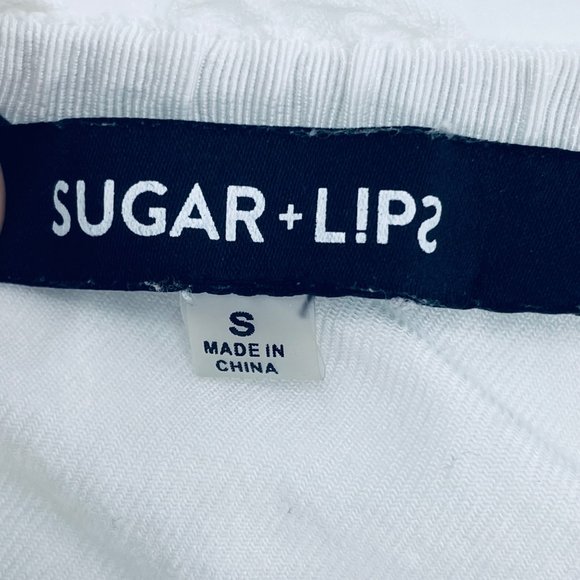 SUGAR + L!PS
S
MADE IN
CHINA